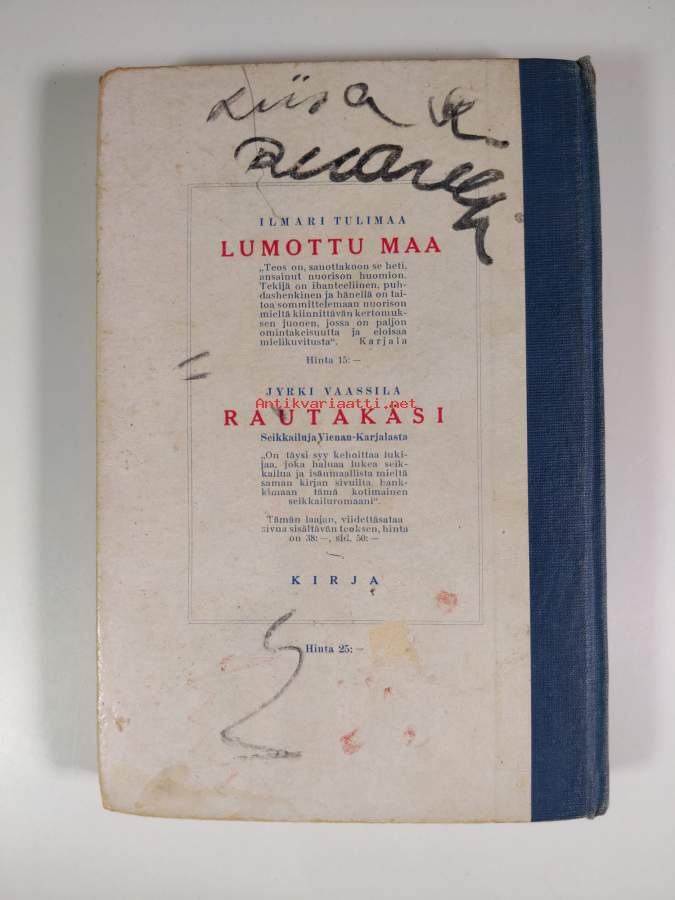 Liisa
ILMARI TULIMAA
LUMOTTU MAA
„Teos on, sanottakoon se heti,
ansainut nuorison huomion.
Tekijä on ihanteellinen, puh-
dashenkinen ja hänellä on tai-
toa sommittelemaan nuorison
mieltä kiinnittävän kertomuk-
sen juonen, jossa on paljon
omintakeisuutta ja eloisaa
mielikuvitusta“. Karjala
Hinta 15:—
JYRKI VAASSILA
Antikvariaatti.net
RAUTAKÄSI
Seikkailuja Vienan-Karjalasta
„On täysi syy kehoittaa luki-
jaa, joka haluaa lukea seik-
kailua ja isänmaallista mieltä
saman kirjan sivuilta, hank-
kimaan tämä kotimainen
seikkailuromaani“.
Tämän laajan, viidettäsataa
sivua sisältävän teoksen, hinta
on 38:—, sid. 50:—
KIRJA
Hinta 25:—